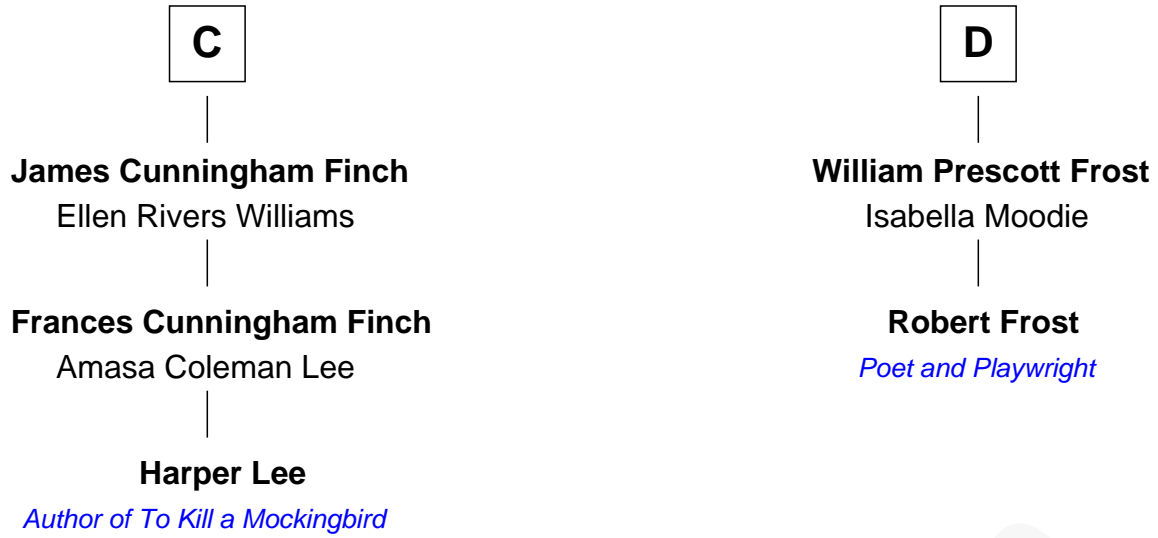 C
James Cunningham Finch
Ellen Rivers Williams
Frances Cunningham Finch
Amasa Coleman Lee
Harper Lee
Author of To Kill a Mockingbird
D
William Prescott Frost
Isabella Moodie
Robert Frost
Poet and Playwright